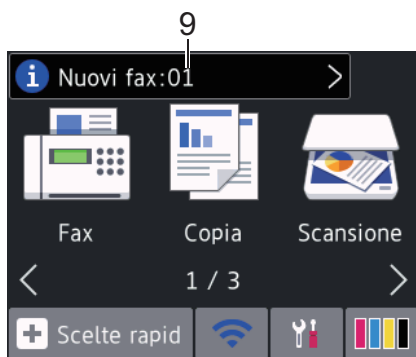 9
Nuovi fax:01
Fax Copia Scansione
1 / 3
Scelte rapid